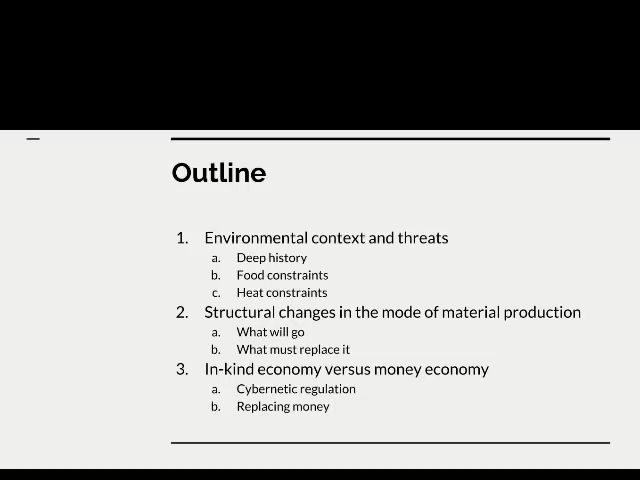 Outline
1. Environmental context and threats
a. Deep history
b. Food constraints
c. Heat constraints
2. Structural changes in the mode of material production
a. What will go
b. What must replace it
3. In-kind economy versus money economy
a. Cybernetic regulation
b. Replacing money